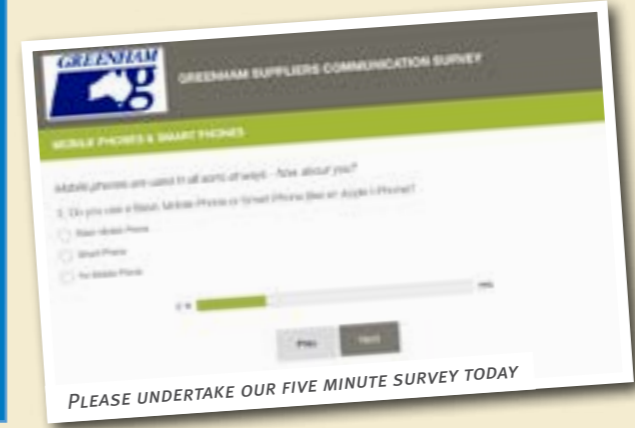 GREENHAM
g
GREENHAM SUPPLIERS COMMUNICATION SURVEY
MOBILE PHONES & SMART PHONES
Mobile phones are used in all sorts of ways - how about you?
Do you use a Basic Mobile Phone or Smart Phone (like an Apple I-Phone)?
Basic Mobile Phone
Smart Phone
No Mobile Phone
Prev
Next
PLEASE UNDERTAKE OUR FIVE MINUTE SURVEY TODAY